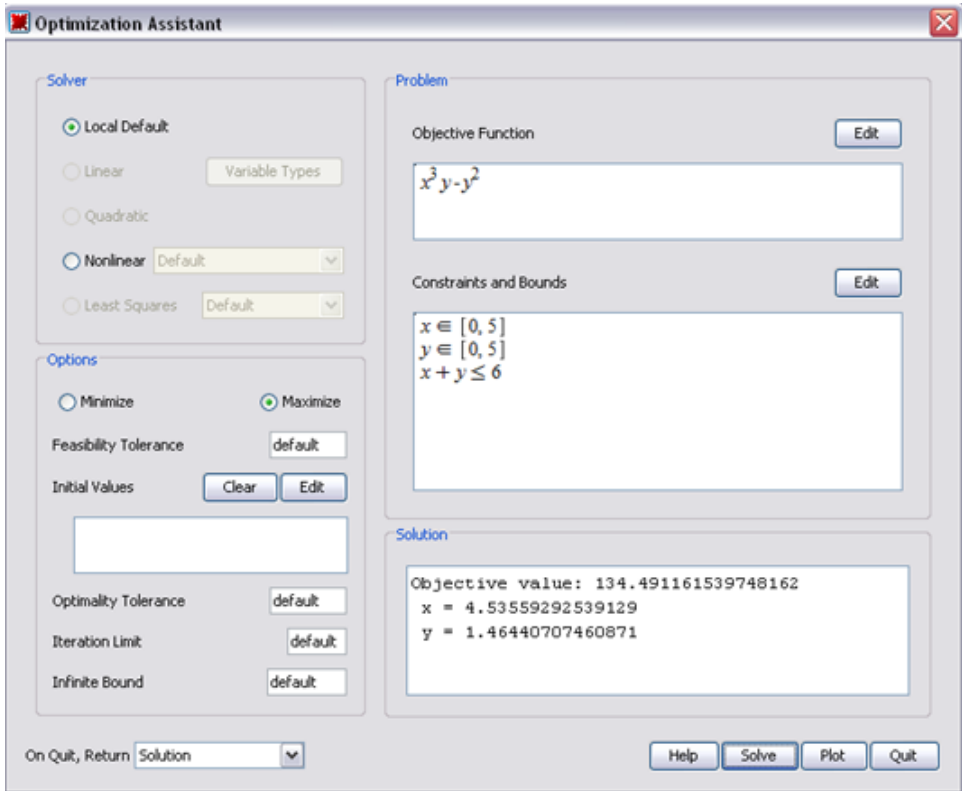 Optimization Assistant
Solver
Local Default
Linear Variable Types
Quadratic
Nonlinear Default
Least Squares Default
Options
Minimize Maximize
Feasibility Tolerance default
Initial Values Clear Edit
Optimality Tolerance default
Iteration Limit default
Infinite Bound default
Problem
Objective Function Edit
x³ y-y²
Constraints and Bounds Edit
x ∈ [0, 5]
y ∈ [0, 5]
x + y ≤ 6
Solution
Objective value: 134.491161539748162
x = 4.53559292539129
y = 1.46440707460871
On Quit, Return Solution Help Solve Plot Quit